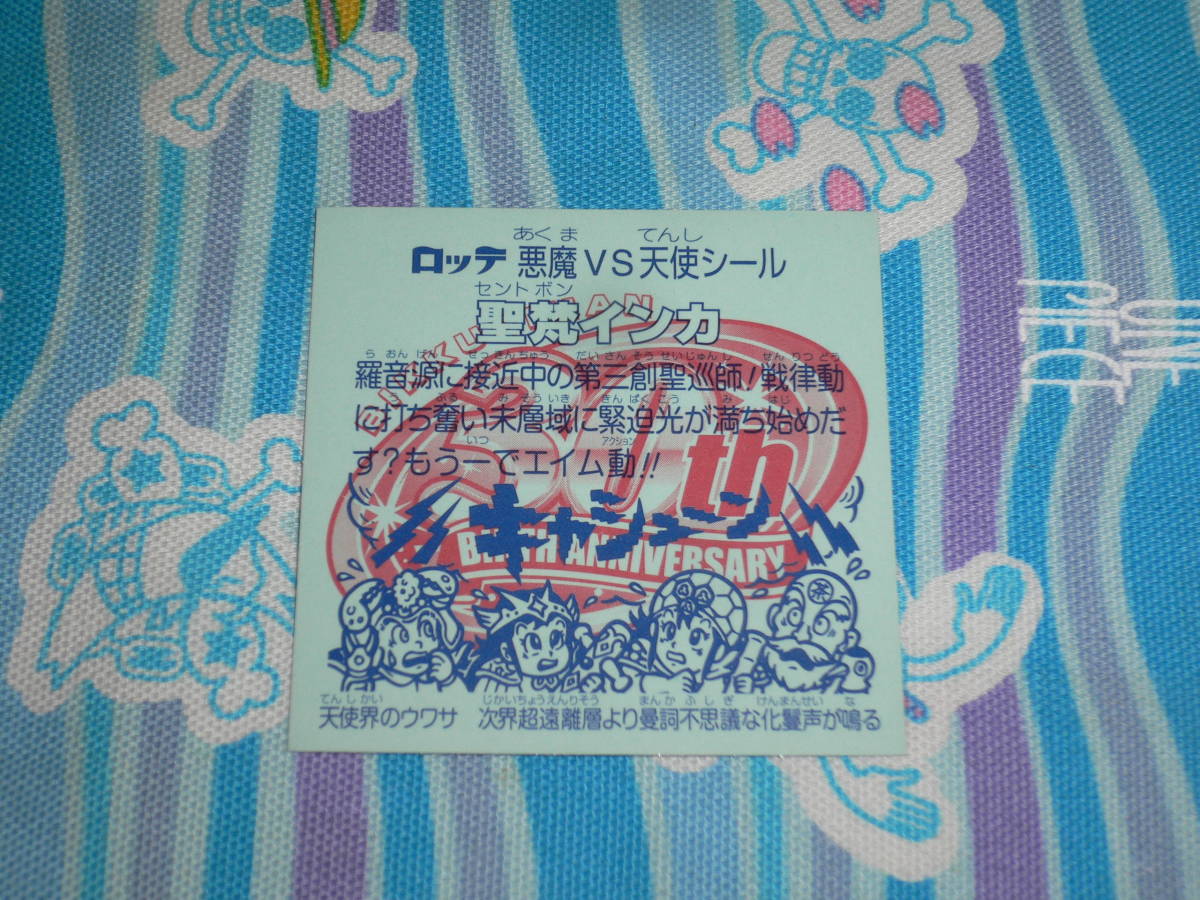 あくま てんし
ロッテ 悪魔VS天使シール
セント ボン
聖梵インカ
BIKKURIMAN
ら おん げん せっ きんちゅう だい さん そう せいじゅん し せん りつ どう
羅音源に接近中の第三創聖巡師!戦律動
う ふる み そう いき きん ぱく こう み はじ
に打ち奮い未層域に緊迫光が満ち始めだ
いつ アクション
す?もう一でエイム動!!
30th
キャシーン
BIRTH ANNIVERSARY
茶
てん し かい じ かいちょうえん り そう まん か ふ し ぎ け まんせい な
天使界のウワサ 次界超遠離層より曼訶不思議な化鬘声が鳴る
ONE
PIECE